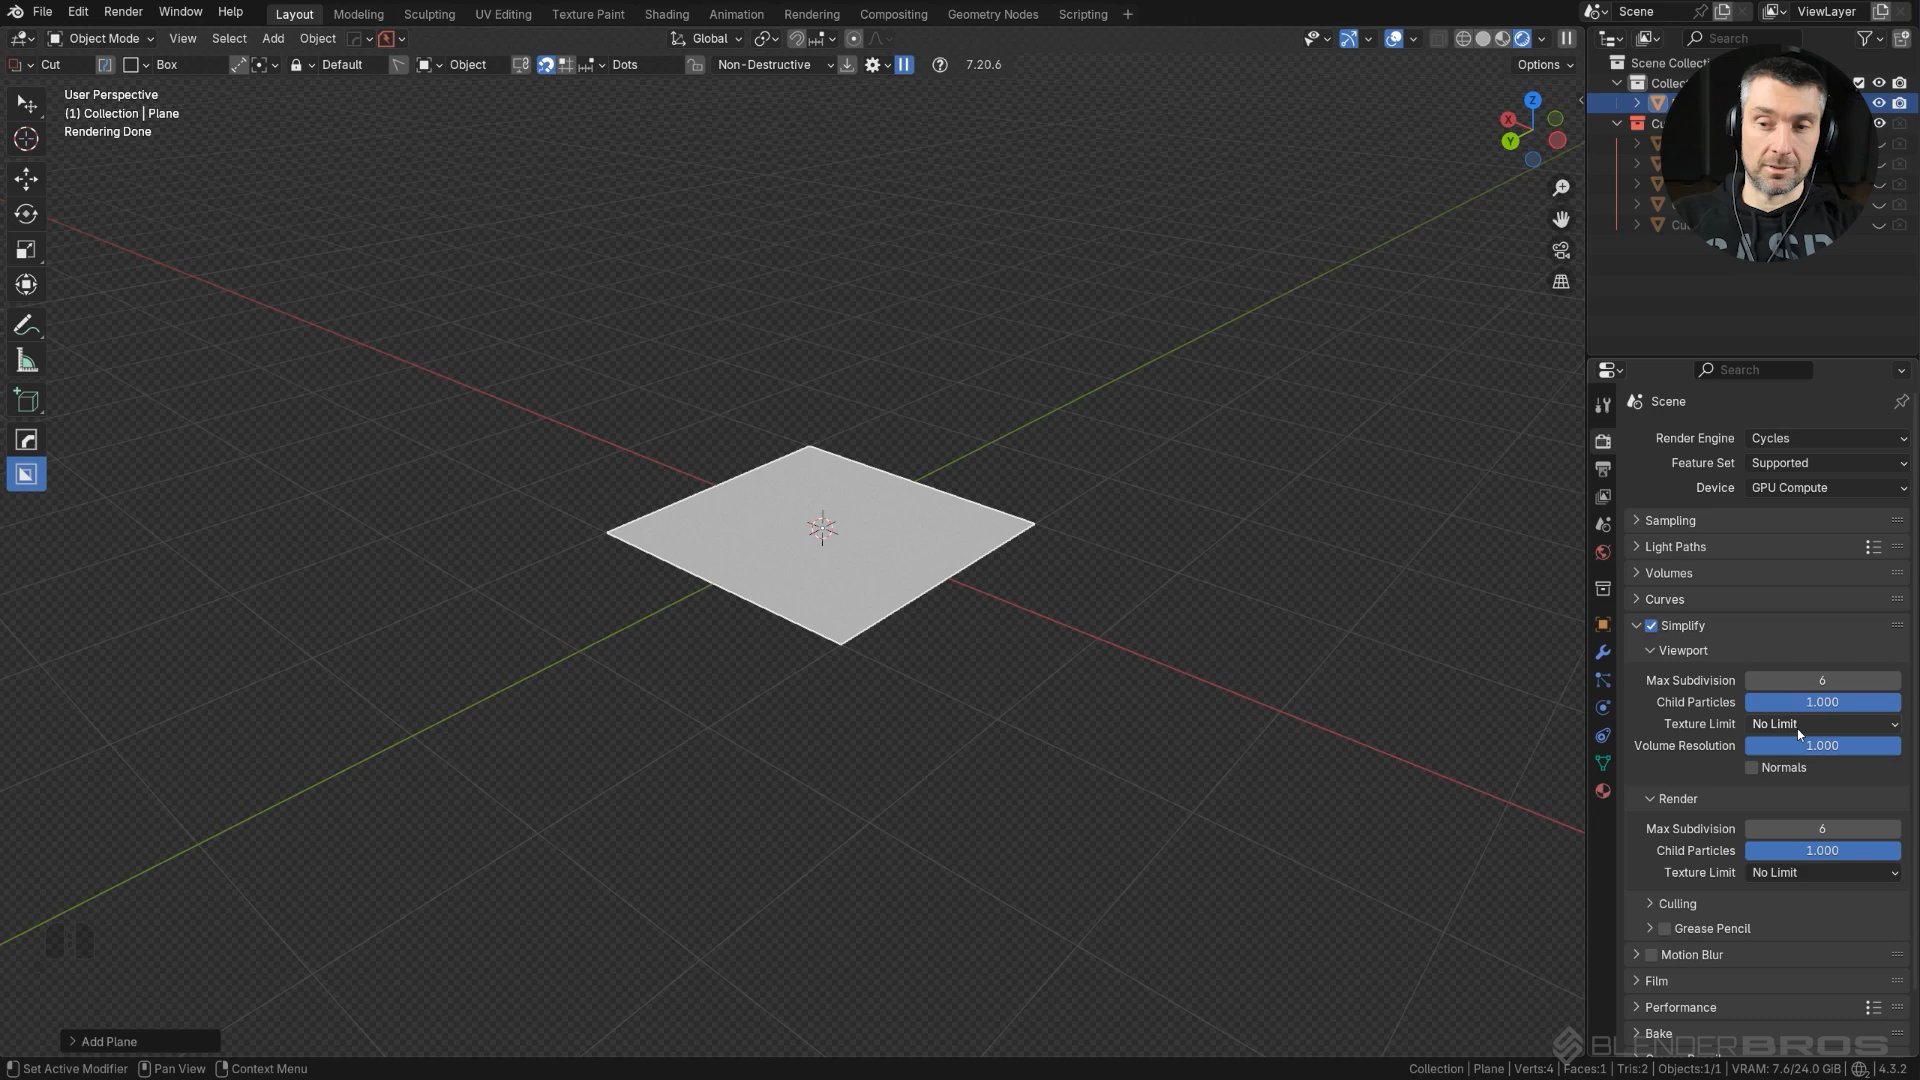 File Edit Render Window Help Layout Modeling Sculpting UV Editing Texture Paint Shading Animation Rendering Compositing Geometry Nodes Scripting + Scene ViewLayer
Object Mode View Select Add Object Global Search
Cut Box Default Object Dots Non-Destructive 7.20.6 Options
User Perspective
(1) Collection | Plane
Rendering Done
X
Y
Z
Scene Collect
Collec
Cu
Cu
Search
Scene
Render Engine Cycles
Feature Set Supported
Device GPU Compute
Sampling
Light Paths
Volumes
Curves
Simplify
Viewport
Max Subdivision 6
Child Particles 1.000
Texture Limit No Limit
Volume Resolution 1.000
Normals
Render
Max Subdivision 6
Child Particles 1.000
Texture Limit No Limit
Culling
Grease Pencil
Motion Blur
Film
Performance
Bake
BLENDERBROS
Add Plane
Set Active Modifier Pan View Context Menu Collection | Plane | Verts:4 | Faces:1 | Tris:2 | Objects:1/1 | VRAM: 7.6/24.0 GiB | 4.3.2